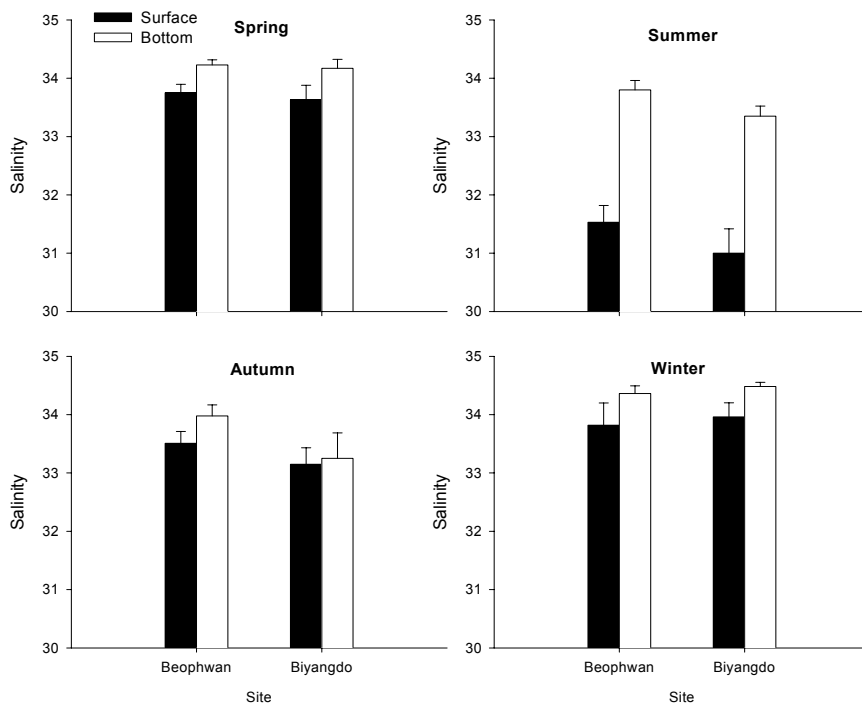 Surface
Bottom
Spring
Salinity
35
34
33
32
31
30
Summer
Salinity
35
34
33
32
31
30
Autumn
Salinity
35
34
33
32
31
30
Beophwan
Biyangdo
Site
Winter
Salinity
35
34
33
32
31
30
Beophwan
Biyangdo
Site